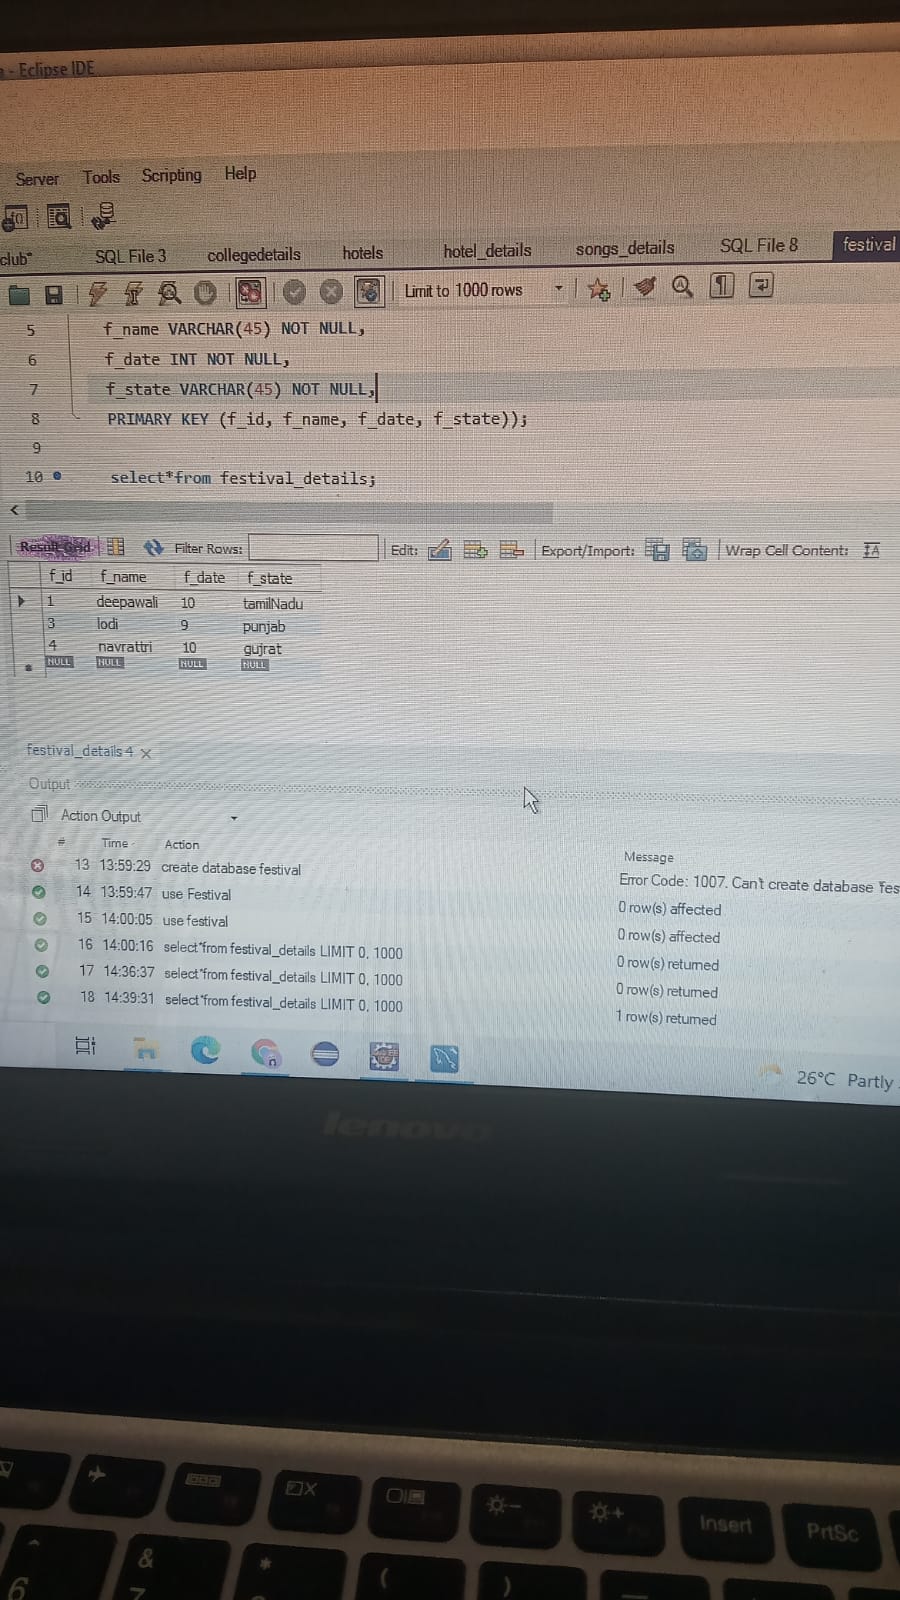 - Eclipse IDE
Server Tools Scripting Help
club* SQL File 3 collegedetails hotels hotel_details songs_details SQL File 8 festival
Limit to 1000 rows
5 f_name VARCHAR(45) NOT NULL,
6 f_date INT NOT NULL,
7 f_state VARCHAR(45) NOT NULL,
8 PRIMARY KEY (f_id, f_name, f_date, f_state));
9
10 select*from festival_details;
Result Grid Filter Rows: Edit: Export/Import: Wrap Cell Content: IA
f_id f_name f_date f_state
1 deepawali 10 tamilNadu
3 lodi 9 punjab
4 navrattri 10 gujrat
NULL NULL NULL NULL
festival_details 4
Output
Action Output
# Time Action Message
13 13:59:29 create database festival Error Code: 1007. Can't create database 'fes
14 13:59:47 use Festival 0 row(s) affected
15 14:00:05 use festival 0 row(s) affected
16 14:00:16 select*from festival_details LIMIT 0, 1000 0 row(s) returned
17 14:36:37 select*from festival_details LIMIT 0, 1000 0 row(s) returned
18 14:39:31 select*from festival_details LIMIT 0, 1000 1 row(s) returned
26°C Partly
lenovo
Insert PrtSc
& *
6 7 ( )